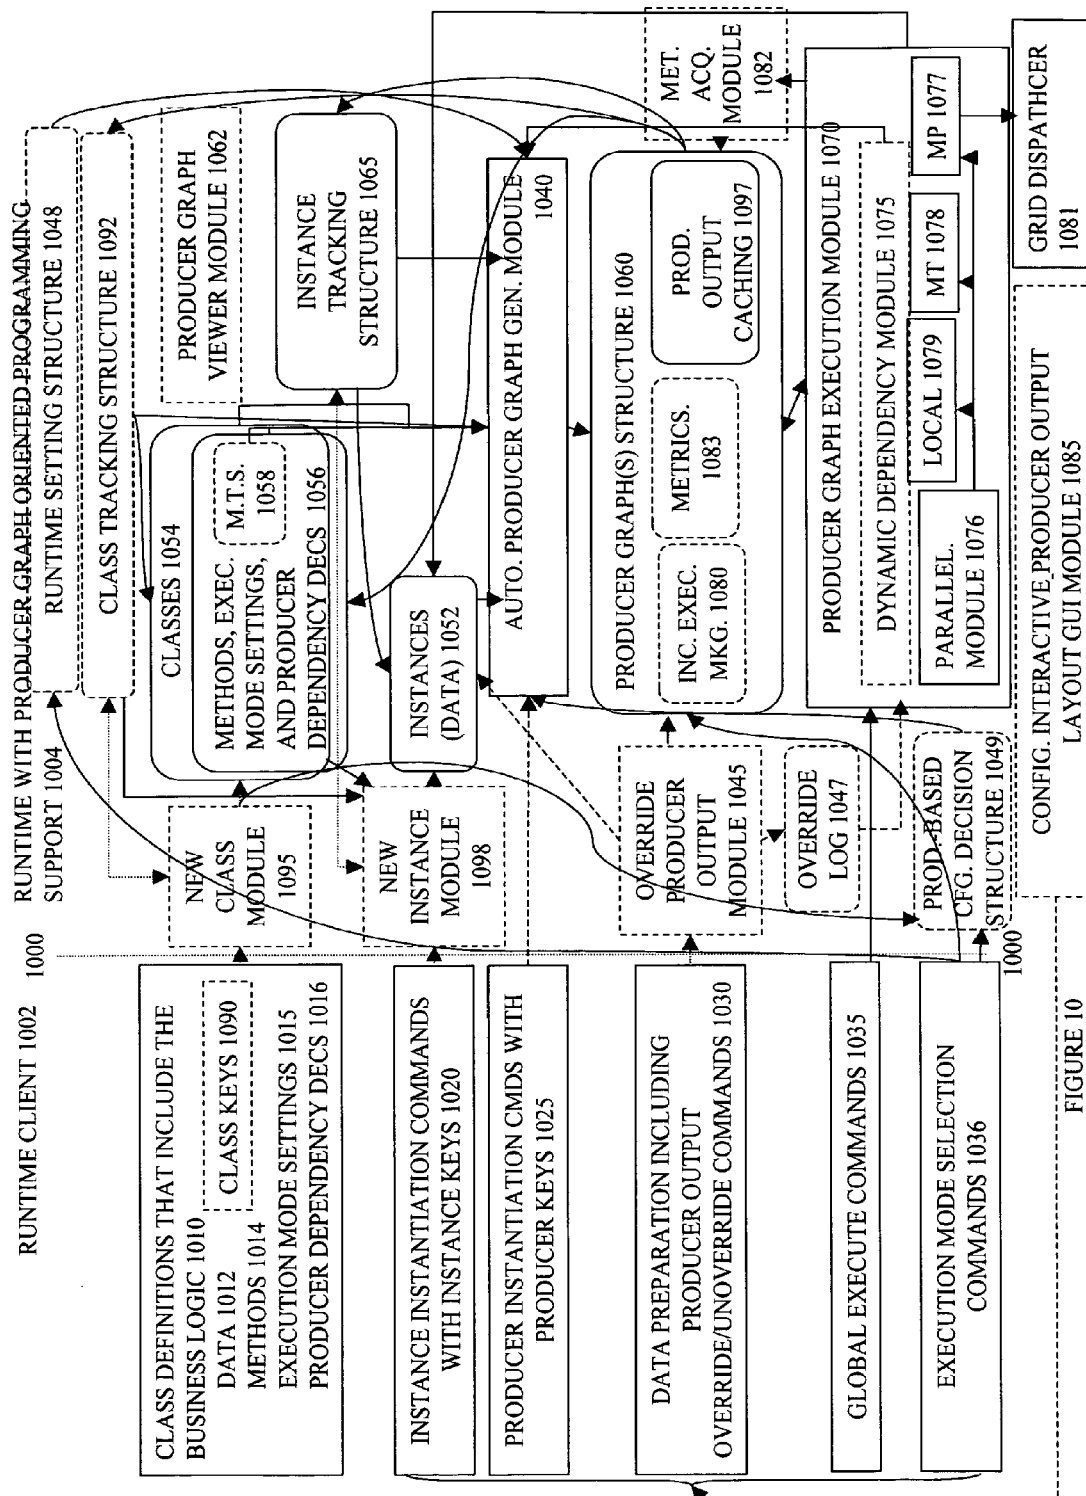 RUNTIME CLIENT 1002
1000
RUNTIME WITH PRODUCER GRAPH ORIENTED PROGRAMMING
SUPPORT 1004
CLASS DEFINITIONS THAT INCLUDE THE
BUSINESS LOGIC 1010
DATA 1012
CLASS KEYS 1090
METHODS 1014
EXECUTION MODE SETTINGS 1015
PRODUCER DEPENDENCY DECS 1016
INSTANCE INSTANTIATION COMMANDS
WITH INSTANCE KEYS 1020
PRODUCER INSTANTIATION CMDS WITH
PRODUCER KEYS 1025
DATA PREPARATION INCLUDING
PRODUCER OUTPUT
OVERRIDE/UNOVERRIDE COMMANDS 1030
GLOBAL EXECUTE COMMANDS 1035
EXECUTION MODE SELECTION
COMMANDS 1036
1000
NEW
CLASS
MODULE
1095
NEW
INSTANCE
MODULE
1098
OVERRIDE
PRODUCER
OUTPUT
MODULE 1045
OVERRIDE
LOG 1047
PROD.-BASED
CFG. DECISION
STRUCTURE 1049
RUNTIME SETTING STRUCTURE 1048
CLASS TRACKING STRUCTURE 1092
CLASSES 1054
METHODS, EXEC.
MODE SETTINGS,
AND PRODUCER
DEPENDENCY DECS 1056
M.T.S.
1058
PRODUCER GRAPH
VIEWER MODULE 1062
INSTANCE
TRACKING
STRUCTURE 1065
INSTANCES
(DATA) 1052
AUTO. PRODUCER GRAPH GEN. MODULE
1040
PRODUCER GRAPH(S) STRUCTURE 1060
INC. EXEC.
MKG. 1080
METRICS.
1083
PROD.
OUTPUT
CACHING 1097
MET.
ACQ.
MODULE
1082
PRODUCER GRAPH EXECUTION MODULE 1070
DYNAMIC DEPENDENCY MODULE 1075
PARALLEL.
MODULE 1076
LOCAL 1079
MT 1078
MP 1077
GRID DISPATHCER
1081
CONFIG. INTERACTIVE PRODUCER OUTPUT
LAYOUT GUI MODULE 1085
FIGURE 10